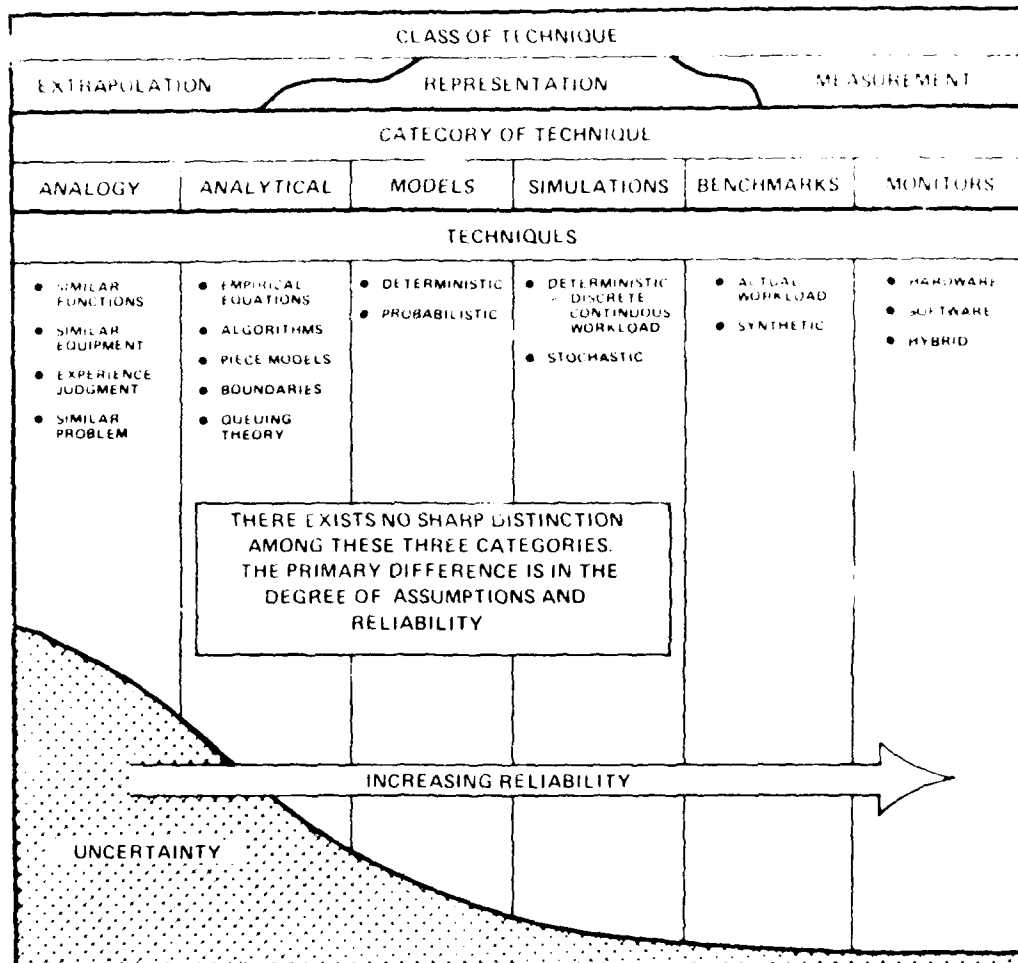 CLASS OF TECHNIQUE
EXTRAPOLATION REPRESENTATION MEASUREMENT
CATEGORY OF TECHNIQUE
ANALOGY ANALYTICAL MODELS SIMULATIONS BENCHMARKS MONITORS
TECHNIQUES
• SIMILAR
FUNCTIONS
• SIMILAR
EQUIPMENT
• EXPERIENCE
JUDGMENT
• SIMILAR
PROBLEM
• EMPIRICAL
EQUATIONS
• ALGORITHMS
• PIECE MODELS
• BOUNDARIES
• QUEUING
THEORY
• DETERMINISTIC
• PROBABILISTIC
• DETERMINISTIC
- DISCRETE
CONTINUOUS
WORKLOAD
• STOCHASTIC
• ACTUAL
WORKLOAD
• SYNTHETIC
• HARDWARE
• SOFTWARE
• HYBRID
THERE EXISTS NO SHARP DISTINCTION
AMONG THESE THREE CATEGORIES.
THE PRIMARY DIFFERENCE IS IN THE
DEGREE OF ASSUMPTIONS AND
RELIABILITY
INCREASING RELIABILITY
UNCERTAINTY